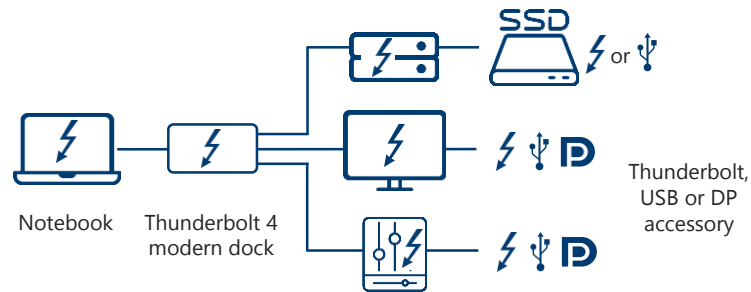 SSD
or
Thunderbolt,
USB or DP
accessory
Notebook
Thunderbolt 4
modern dock